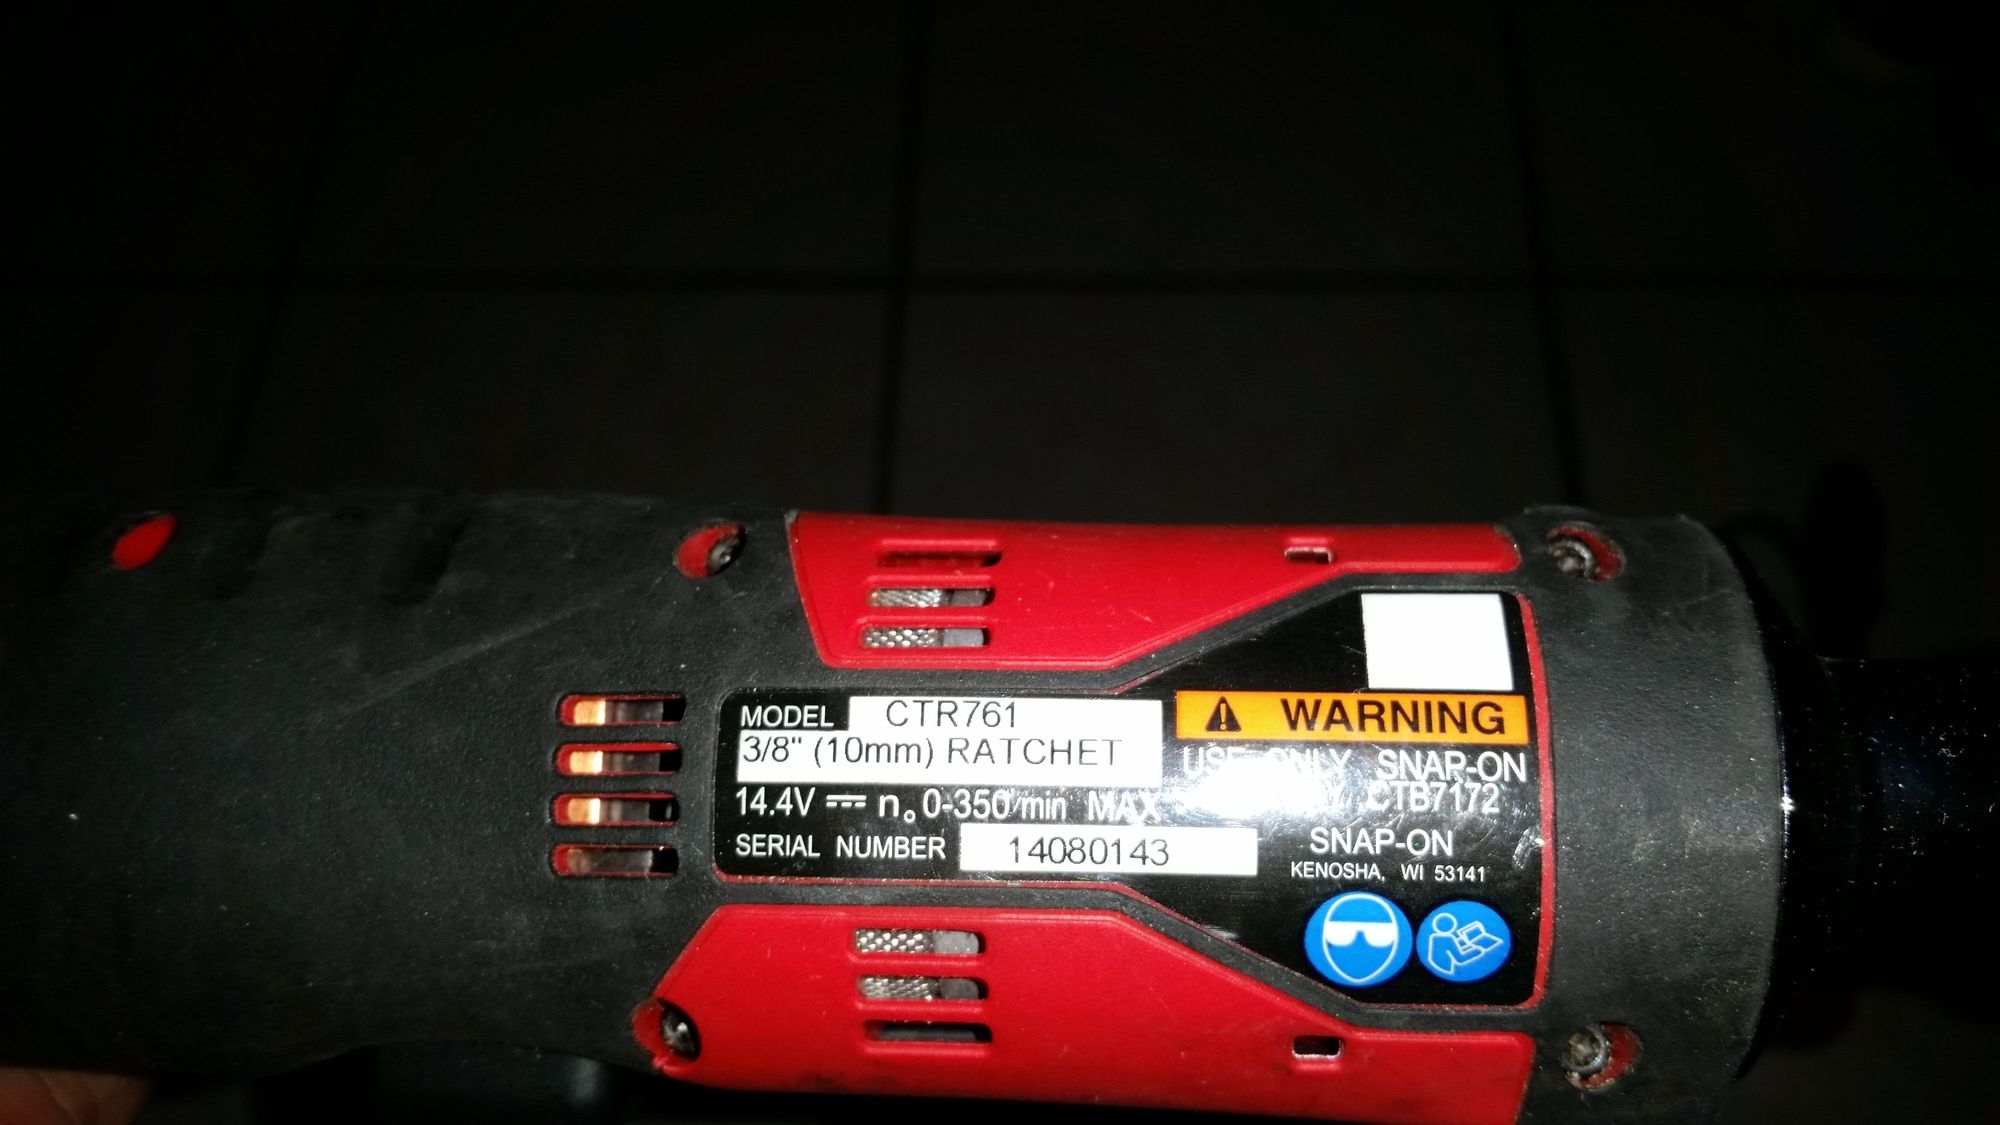 MODEL CTR761
3/8" (10mm) RATCHET
14.4V n₀ 0-350/min MAX
SERIAL NUMBER 14080143
WARNING
USE ONLY SNAP-ON
CTB7172
SNAP-ON
KENOSHA, WI 53141